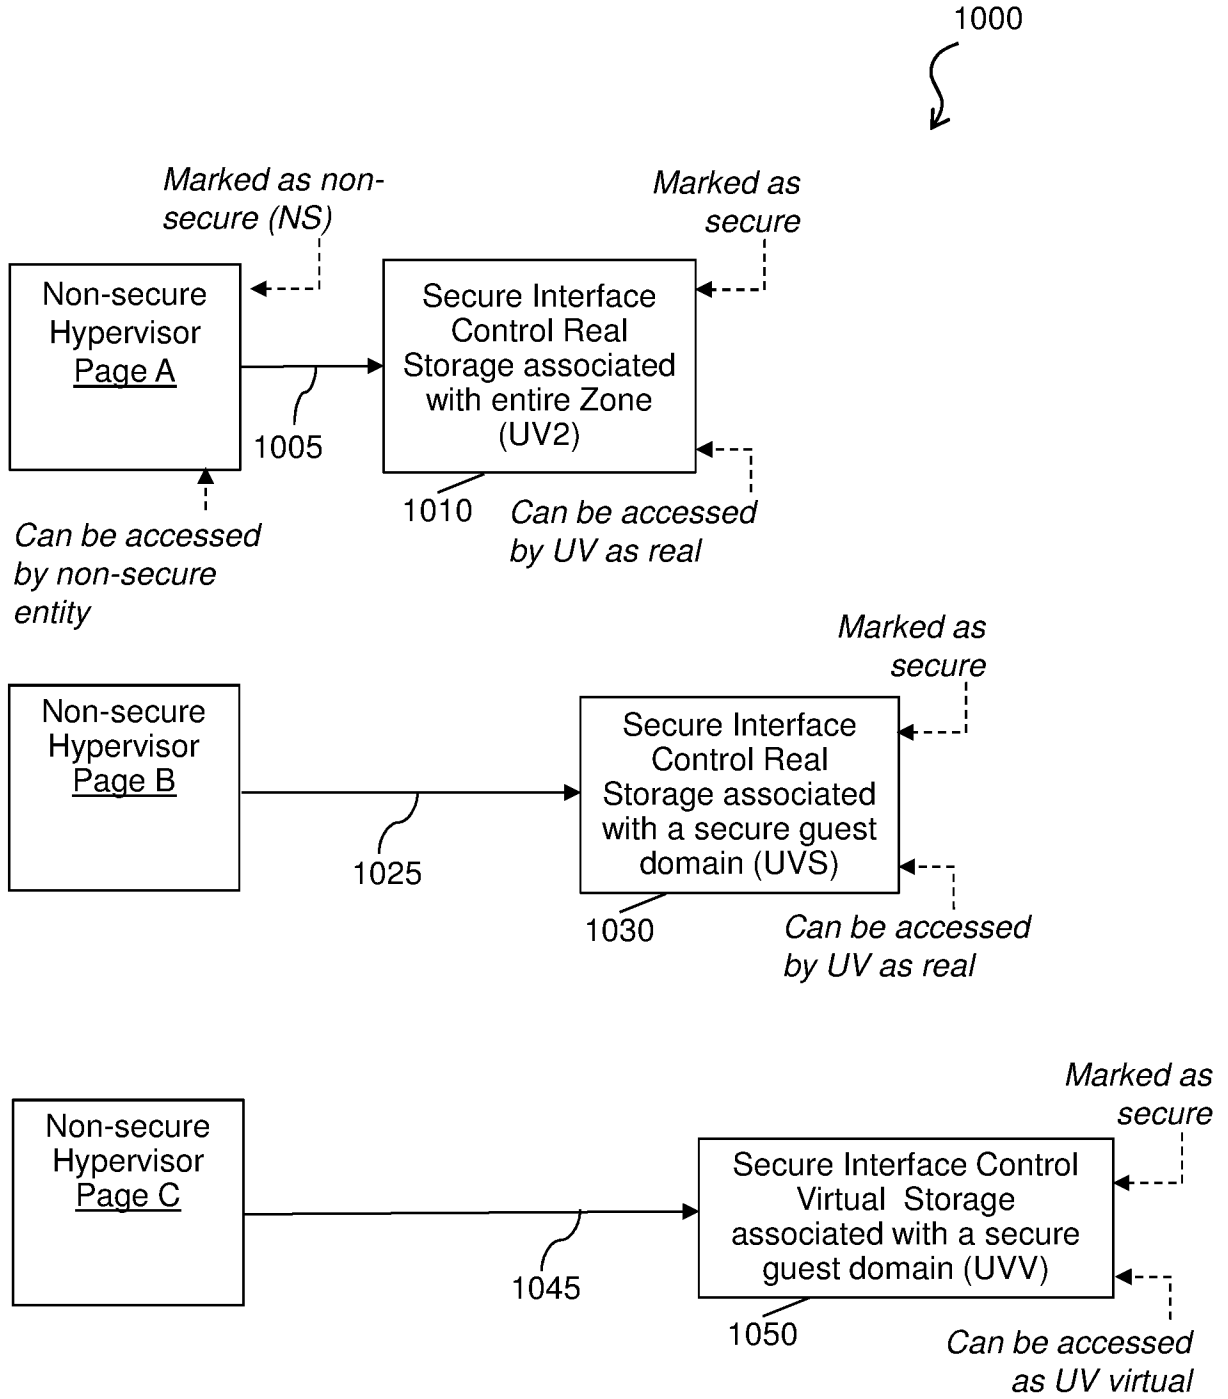 1000
Marked as non-
secure (NS)
Marked as
secure
Non-secure
Hypervisor
Page A
Secure Interface
Control Real
Storage associated
with entire Zone
(UV2)
1005
1010
Can be accessed
by UV as real
Can be accessed
by non-secure
entity
Marked as
secure
Non-secure
Hypervisor
Page B
Secure Interface
Control Real
Storage associated
with a secure guest
domain (UVS)
1025
1030
Can be accessed
by UV as real
Marked as
secure
Non-secure
Hypervisor
Page C
Secure Interface Control
Virtual Storage
associated with a secure
guest domain (UVV)
1045
1050
Can be accessed
as UV virtual